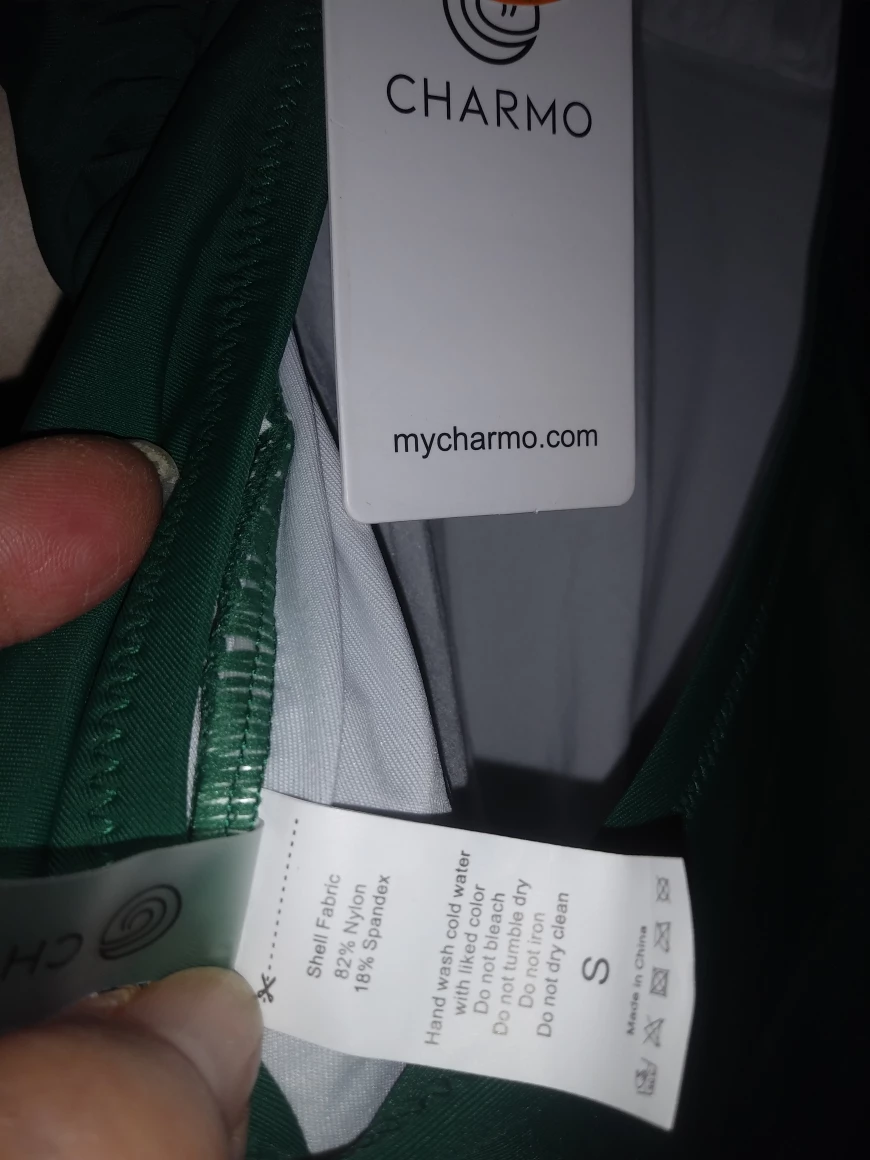 CHARMO
mycharmo.com
Shell Fabric
82% Nylon
18% Spandex
Hand wash cold water
with liked color
Do not bleach
Do not tumble dry
Do not iron
Do not dry clean
S
Made in China
CH